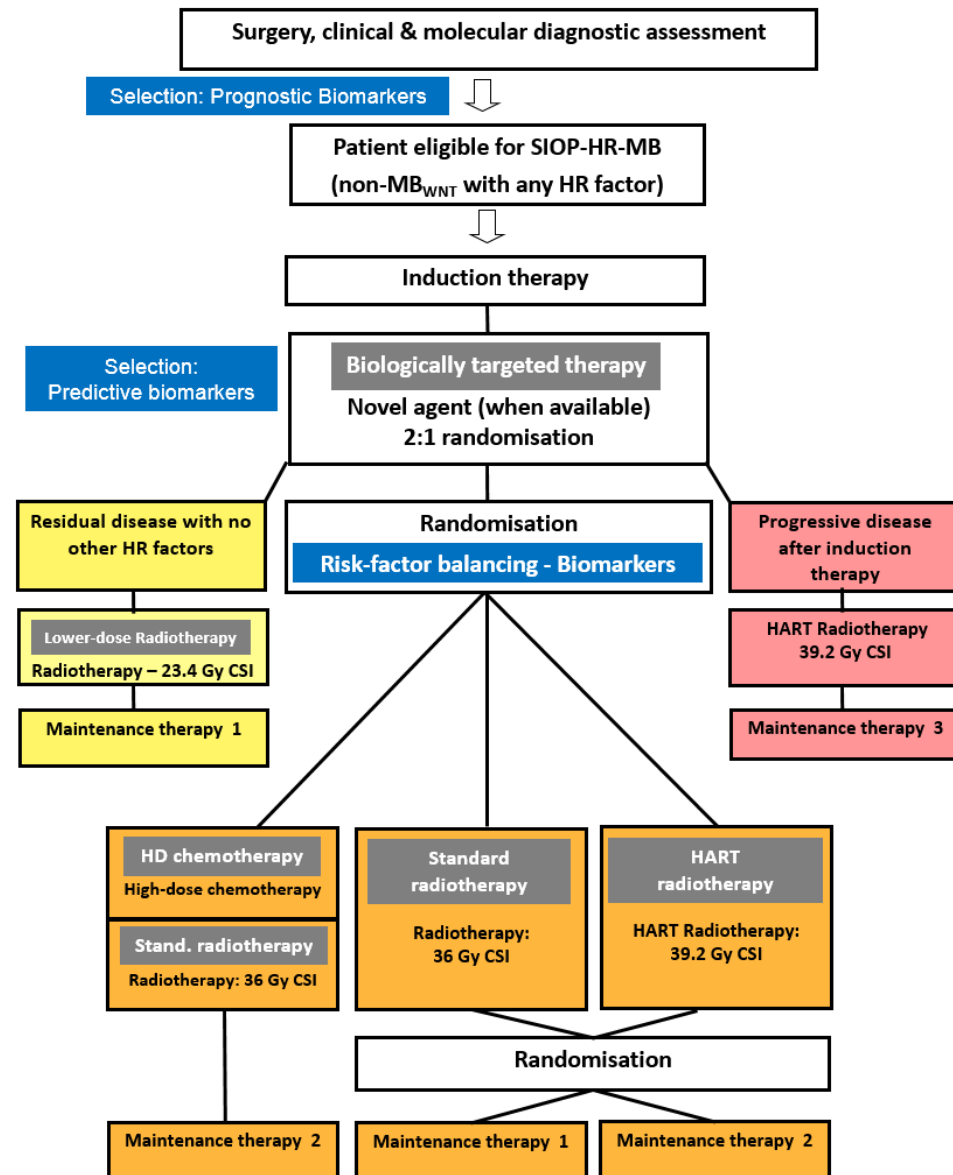 Surgery, clinical & molecular diagnostic assessment
Selection: Prognostic Biomarkers
Patient eligible for SIOP-HR-MB
(non-MBWNT with any HR factor)
Induction therapy
Selection:
Predictive biomarkers
Biologically targeted therapy
Novel agent (when available)
2:1 randomisation
Residual disease with no
other HR factors
Randomisation
Risk-factor balancing - Biomarkers
Progressive disease
after induction
therapy
Lower-dose Radiotherapy
Radiotherapy – 23.4 Gy CSI
HART Radiotherapy
39.2 Gy CSI
Maintenance therapy 1
Maintenance therapy 3
HD chemotherapy
High-dose chemotherapy
Stand. radiotherapy
Radiotherapy: 36 Gy CSI
Standard
radiotherapy
Radiotherapy:
36 Gy CSI
HART
radiotherapy
HART Radiotherapy:
39.2 Gy CSI
Randomisation
Maintenance therapy 2
Maintenance therapy 1
Maintenance therapy 2